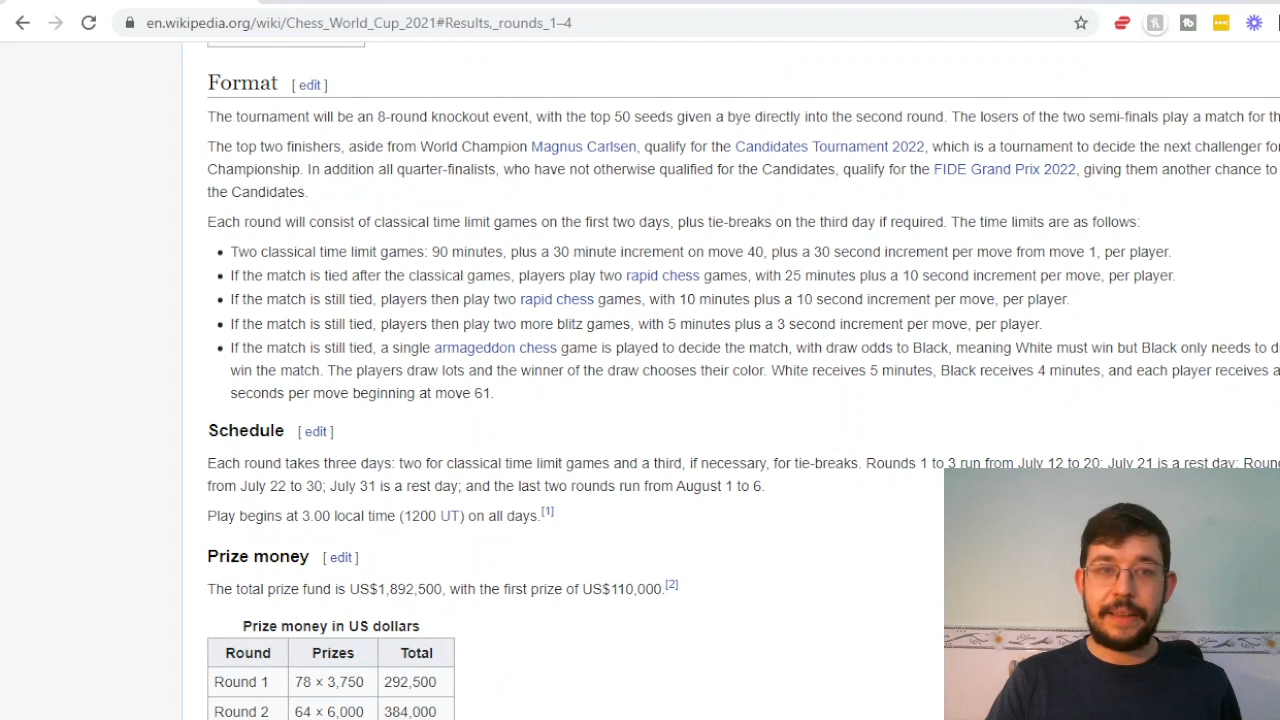 en.wikipedia.org/wiki/Chess_World_Cup_2021#Results,_rounds_1–4
Format [ edit ]
The tournament will be an 8-round knockout event, with the top 50 seeds given a bye directly into the second round. The losers of the two semi-finals play a match for th
The top two finishers, aside from World Champion Magnus Carlsen, qualify for the Candidates Tournament 2022, which is a tournament to decide the next challenger for
Championship. In addition all quarter-finalists, who have not otherwise qualified for the Candidates, qualify for the FIDE Grand Prix 2022, giving them another chance to
the Candidates.
Each round will consist of classical time limit games on the first two days, plus tie-breaks on the third day if required. The time limits are as follows:
• Two classical time limit games: 90 minutes, plus a 30 minute increment on move 40, plus a 30 second increment per move from move 1, per player.
• If the match is tied after the classical games, players play two rapid chess games, with 25 minutes plus a 10 second increment per move, per player.
• If the match is still tied, players then play two rapid chess games, with 10 minutes plus a 10 second increment per move, per player.
• If the match is still tied, players then play two more blitz games, with 5 minutes plus a 3 second increment per move, per player.
• If the match is still tied, a single armageddon chess game is played to decide the match, with draw odds to Black, meaning White must win but Black only needs to d
win the match. The players draw lots and the winner of the draw chooses their color. White receives 5 minutes, Black receives 4 minutes, and each player receives a
seconds per move beginning at move 61.
Schedule [ edit ]
Each round takes three days: two for classical time limit games and a third, if necessary, for tie-breaks. Rounds 1 to 3 run from July 12 to 20; July 21 is a rest day; Roun
from July 22 to 30; July 31 is a rest day; and the last two rounds run from August 1 to 6.
Play begins at 3.00 local time (1200 UT) on all days.[1]
Prize money [ edit ]
The total prize fund is US$1,892,500, with the first prize of US$110,000.[2]
Prize money in US dollars
Round Prizes Total
Round 1 78 × 3,750 292,500
Round 2 64 × 6,000 384,000